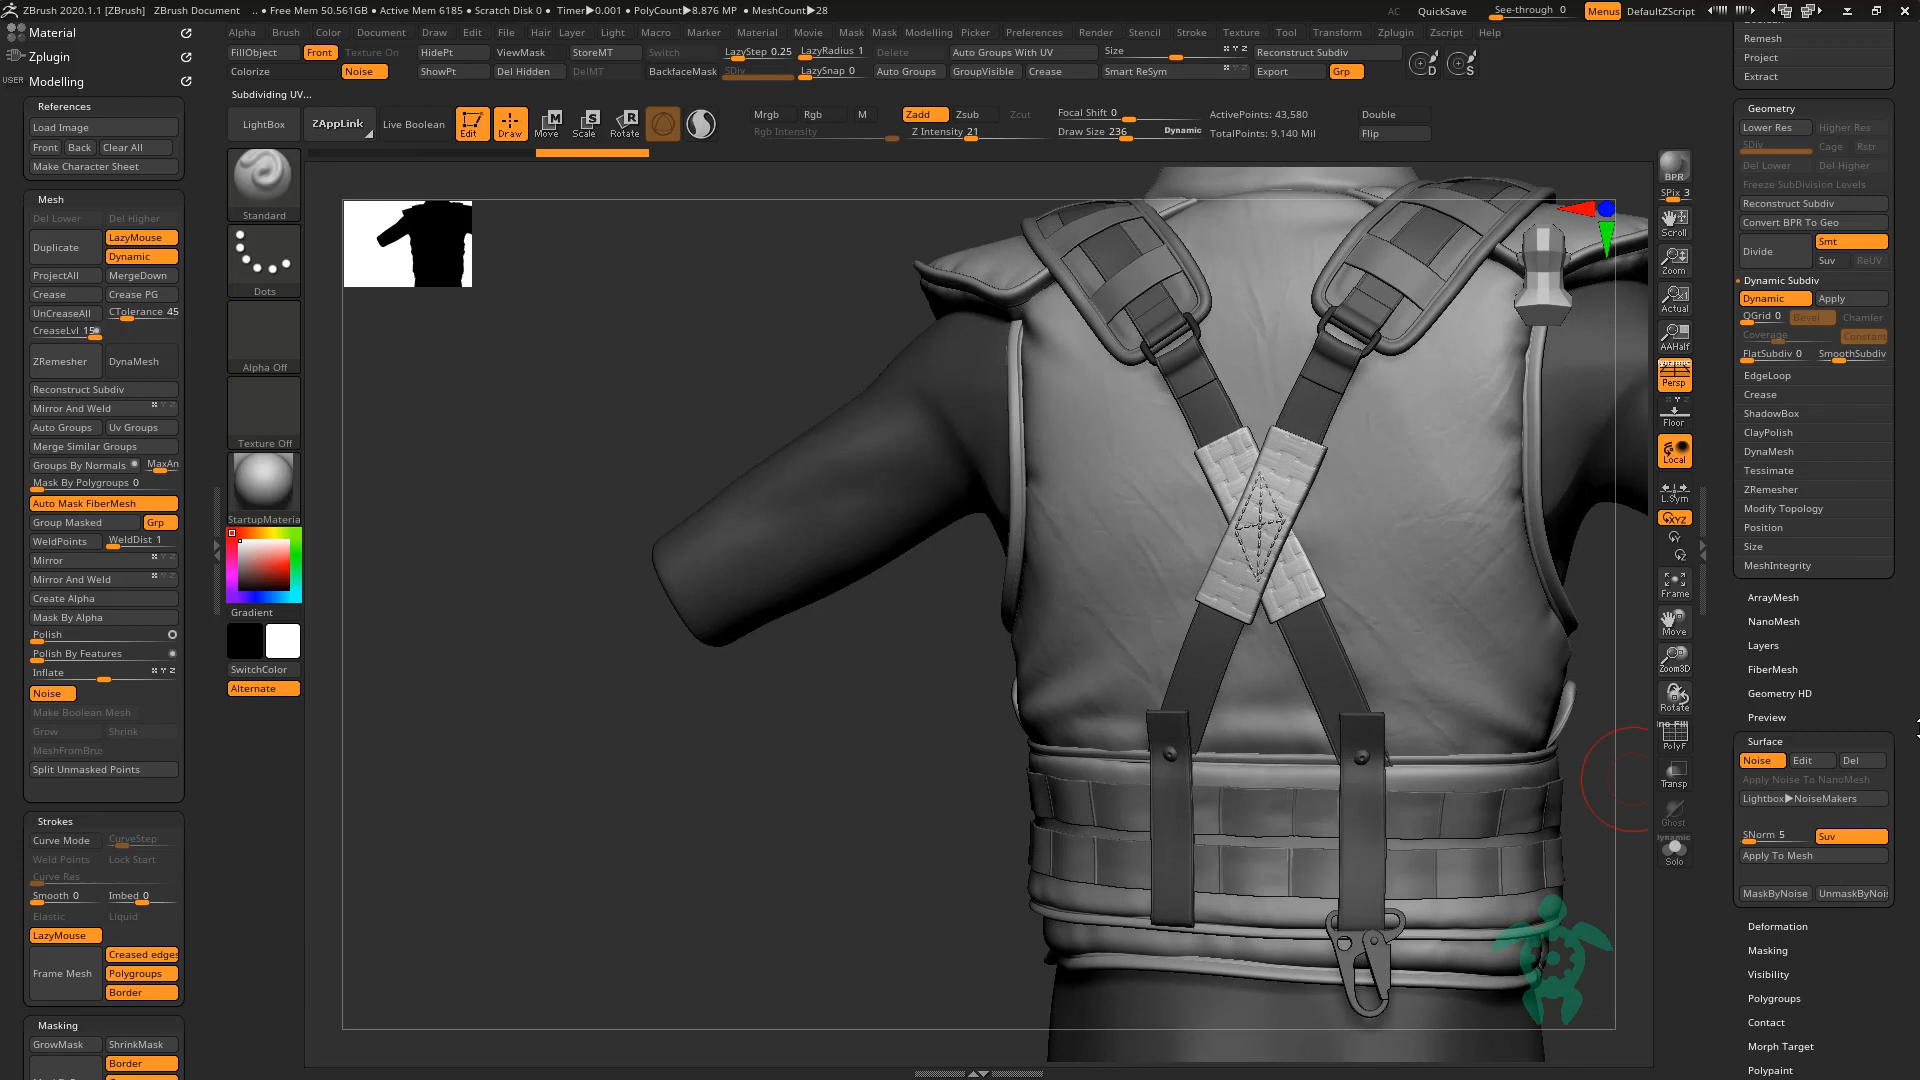 ZBrush 2020.1.1 [ZBrush] ZBrush Document .. • Free Mem 50.561GB • Active Mem 6185 • Scratch Disk 0 • Timer▶0.001 • PolyCount▶8.876 MP • MeshCount▶28 AC QuickSave See-through 0 Menus DefaultZScript
Alpha Brush Color Document Draw Edit File Hair Layer Light Macro Marker Material Movie Mask Mask Modelling Picker Preferences Render Stencil Stroke Texture Tool Transform Zplugin Zscript Help
Material
Zplugin
USER Modelling
References
Load Image
Front Back Clear All
Make Character Sheet
Mesh
Del Lower Del Higher
Duplicate LazyMouse
Dynamic
ProjectAll MergeDown
Crease Crease PG
UnCreaseAll CTolerance 45
CreaseLvl 15
ZRemesher DynaMesh
Reconstruct Subdiv
Mirror And Weld
Auto Groups Uv Groups
Merge Similar Groups
Groups By Normals MaxAn
Mask By Polygroups 0
Auto Mask FiberMesh
Group Masked Grp
WeldPoints WeldDist 1
Mirror
Mirror And Weld
Create Alpha
Mask By Alpha
Polish
Polish By Features
Inflate
Noise
Make Boolean Mesh
Grow Shrink
MeshFromBru
Split Unmasked Points
Strokes
Curve Mode CurveStep
Weld Points Lock Start
Curve Res
Smooth 0 Imbed 0
Elastic Liquid
LazyMouse
Frame Mesh Creased edges
Polygroups
Border
Masking
GrowMask ShrinkMask
Border
FillObject Front Texture On HidePt ViewMask StoreMT Switch LazyStep 0.25 LazyRadius 1 Delete Auto Groups With UV Size Reconstruct Subdiv
Colorize Noise ShowPt Del Hidden DelMT BackfaceMask SDiv LazySnap 0 Auto Groups GroupVisible Crease Smart ReSym Export Grp D S
Subdividing UV...
LightBox ZAppLink Live Boolean Edit Draw Move Scale Rotate
Mrgb Rgb M Zadd Zsub Zcut Focal Shift 0 ActivePoints: 43,580 Double
Rgb Intensity Z Intensity 21 Draw Size 236 Dynamic TotalPoints: 9.140 Mil Flip
Standard
Dots
Alpha Off
Texture Off
StartupMateria
Gradient
SwitchColor
Alternate
BPR
SPix 3
Scroll
Zoom
Actual
AAHalf
Dynamic
Persp
Floor
Local
L.Sym
XYZ
Frame
Move
Zoom3D
Rotate
PolyF
Transp
Ghost
Dynamic
Solo
Remesh
Project
Extract
Geometry
Lower Res Higher Res
SDiv Cage Rstr
Del Lower Del Higher
Freeze SubDivision Levels
Reconstruct Subdiv
Convert BPR To Geo
Divide Smt
Suv ReUV
Dynamic Subdiv
Dynamic Apply
QGrid 0 Bevel Chamfer
Coverage Constant
FlatSubdiv 0 SmoothSubdiv
EdgeLoop
Crease
ShadowBox
ClayPolish
DynaMesh
Tessimate
ZRemesher
Modify Topology
Position
Size
MeshIntegrity
ArrayMesh
NanoMesh
Layers
FiberMesh
Geometry HD
Preview
Surface
Noise Edit Del
Apply Noise To NanoMesh
Lightbox▶NoiseMakers
SNorm 5 Suv
Apply To Mesh
MaskByNoise UnmaskByNoi
Deformation
Masking
Visibility
Polygroups
Contact
Morph Target
Polypaint